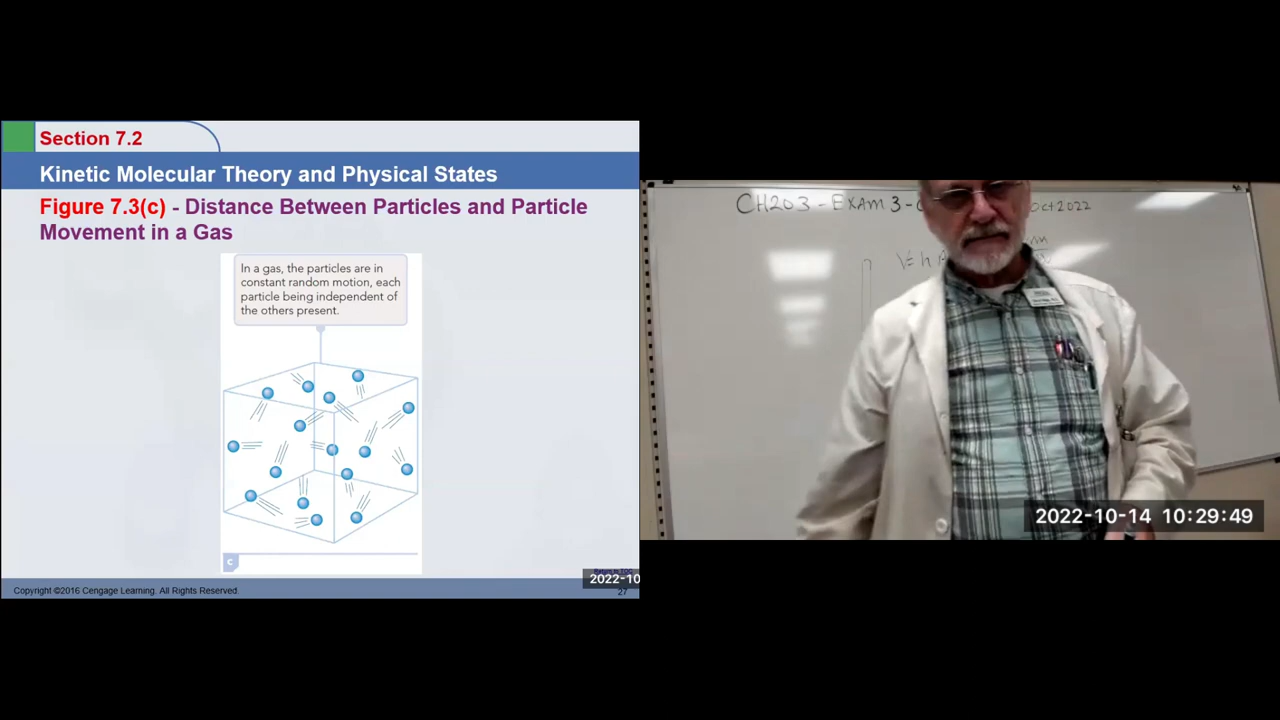 Section 7.2
Kinetic Molecular Theory and Physical States
Figure 7.3(c) - Distance Between Particles and Particle
Movement in a Gas
In a gas, the particles are in
constant random motion, each
particle being independent of
the others present.
c
2022-10
27
Copyright ©2016 Cengage Learning. All Rights Reserved.
CH203 - EXAM 3 - Oct 2022
V=
2022-10-14 10:29:49